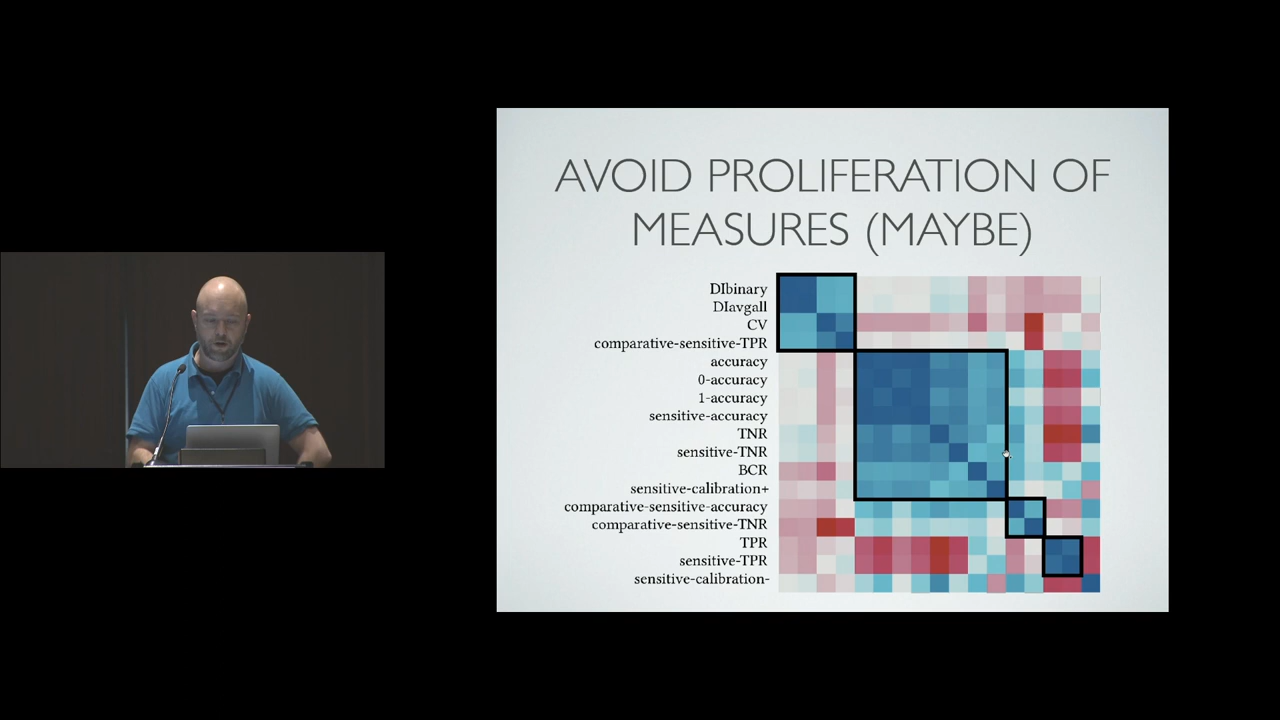 AVOID PROLIFERATION OF
MEASURES (MAYBE)
DIbinary
DIavgall
CV
comparative-sensitive-TPR
accuracy
0-accuracy
1-accuracy
sensitive-accuracy
TNR
sensitive-TNR
BCR
sensitive-calibration+
comparative-sensitive-accuracy
comparative-sensitive-TNR
TPR
sensitive-TPR
sensitive-calibration-